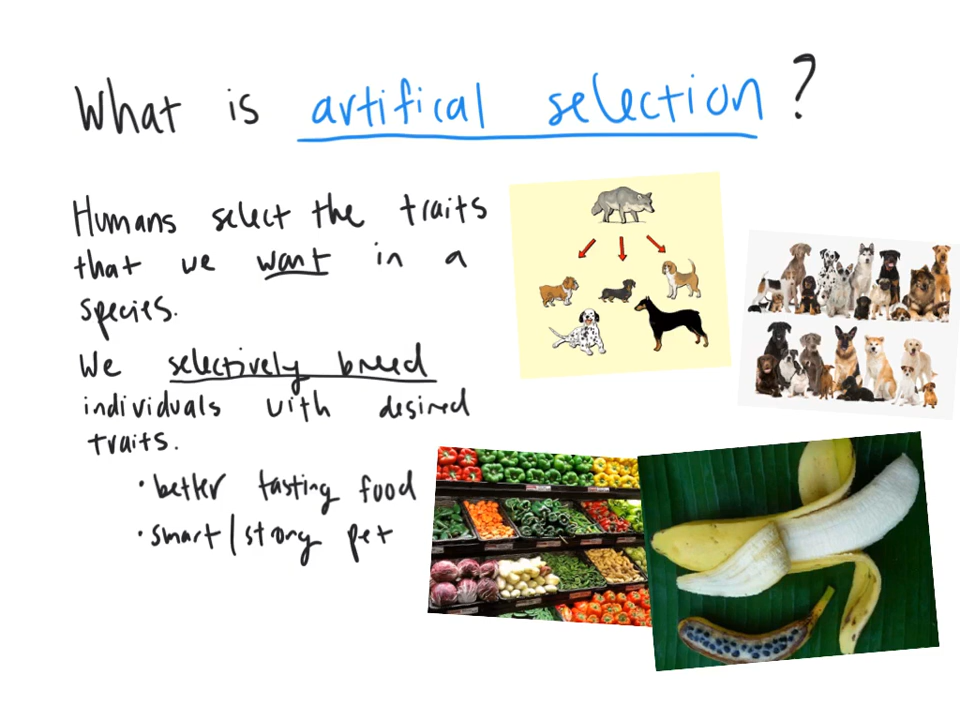 What is artifical selection?
Humans select the traits
that we want in a
species.
We selectively breed
individuals with desired
traits.
· better tasting food
· smart/strong pet